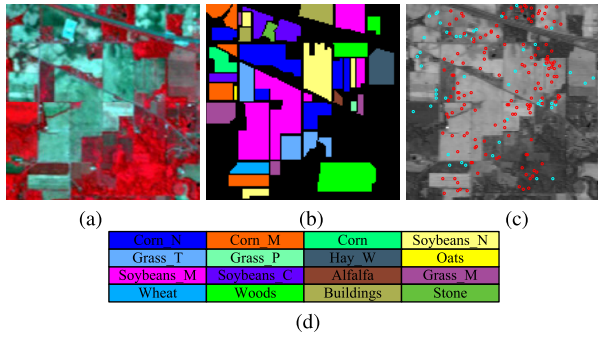 (a) (b) (c)
Corn_N Corn_M Corn Soybeans_N
Grass_T Grass_P Hay_W Oats
Soybeans_M Soybeans_C Alfalfa Grass_M
Wheat Woods Buildings Stone
(d)